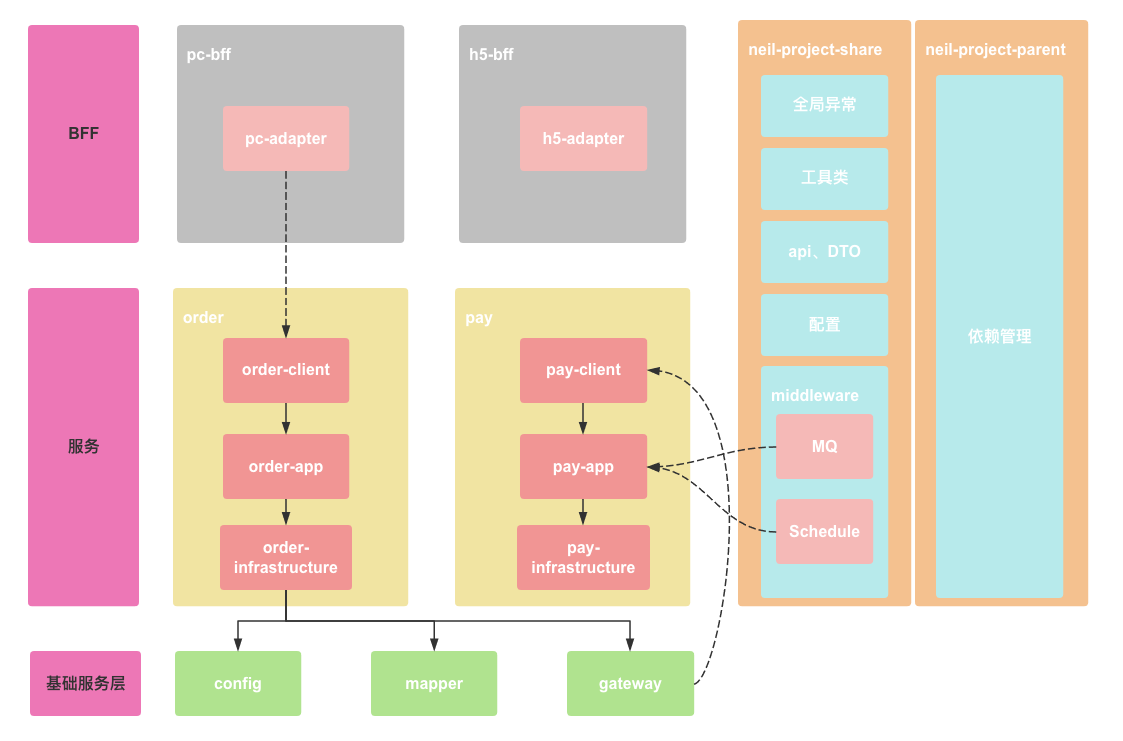 BFF
pc-bff
pc-adapter
h5-bff
h5-adapter
服务
order
order-client
order-app
order-
infrastructure
pay
pay-client
pay-app
pay-
infrastructure
基础服务层
config
mapper
gateway
neil-project-share
全局异常
工具类
api、DTO
配置
middleware
MQ
Schedule
neil-project-parent
依赖管理